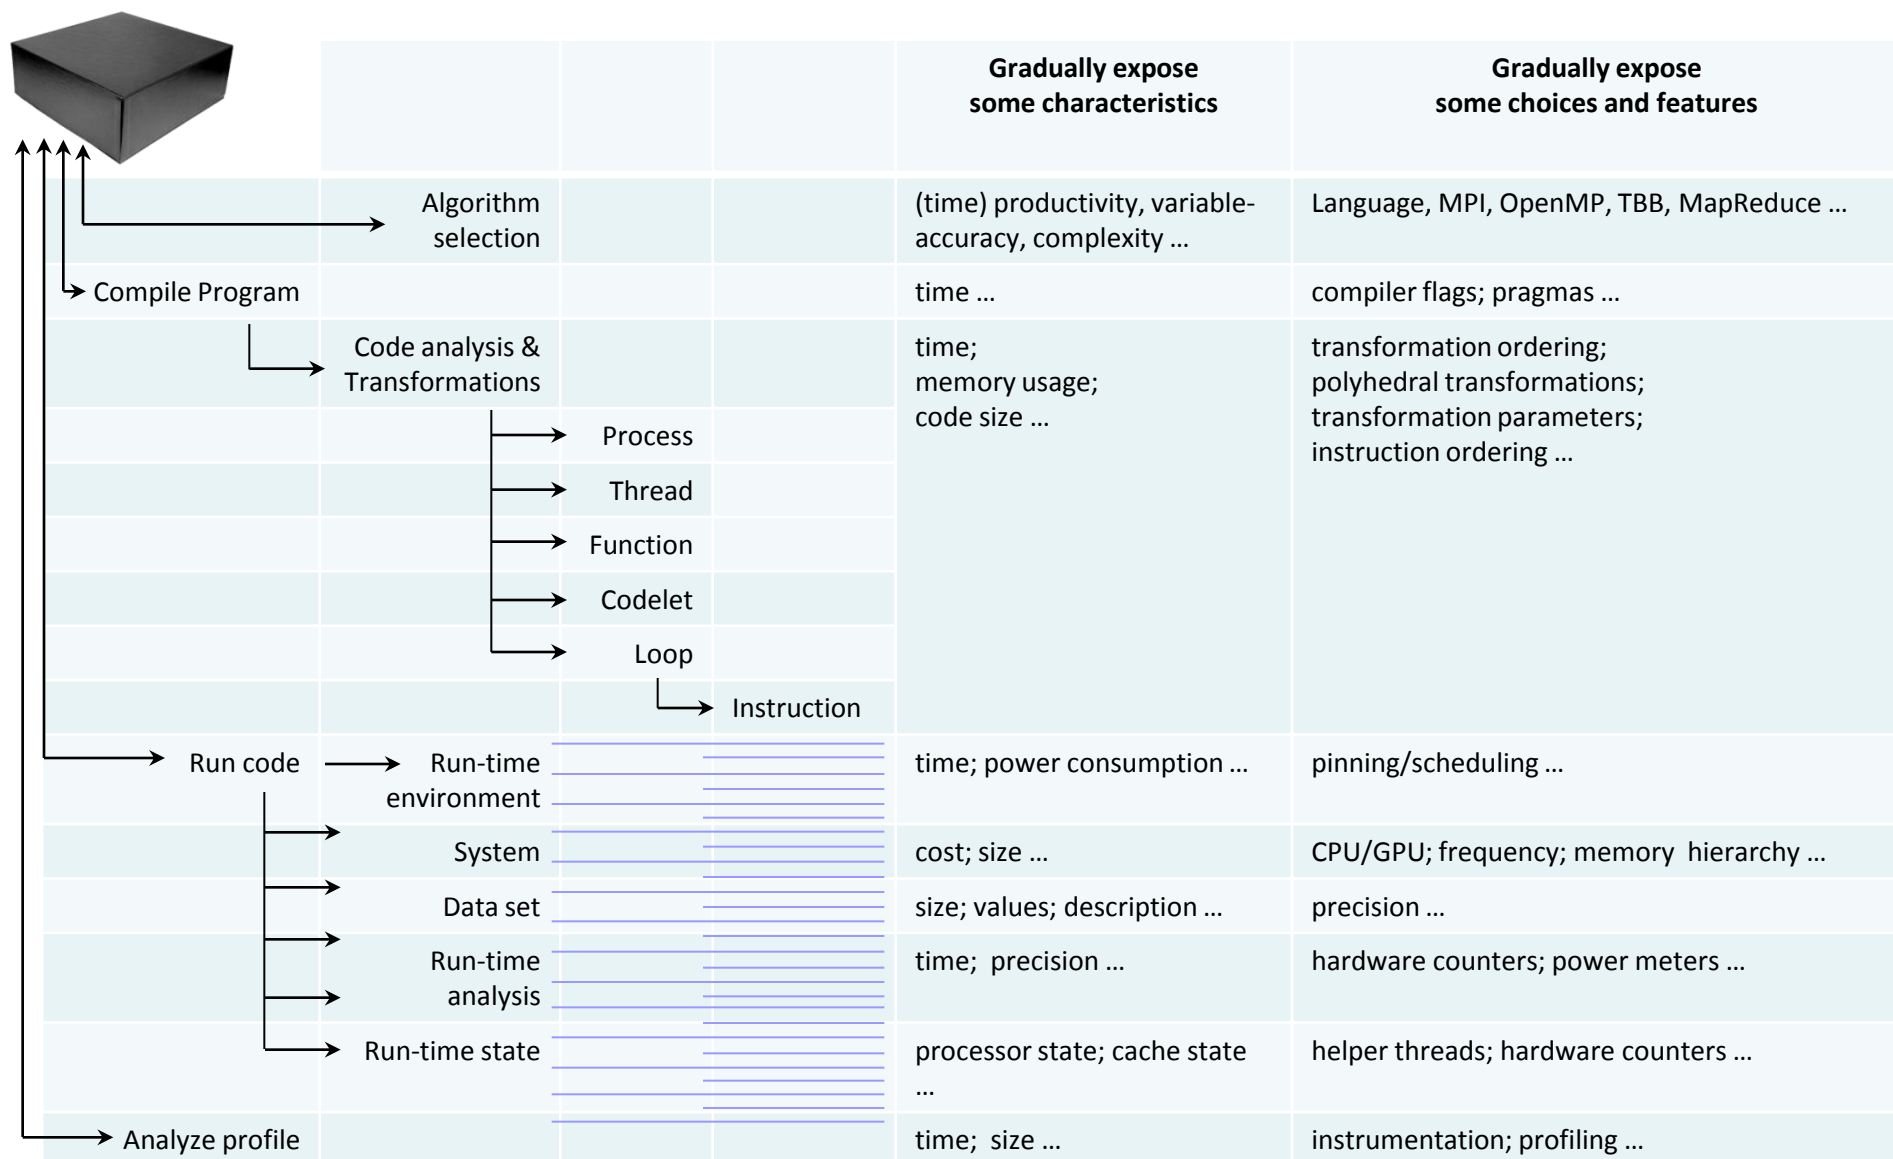 Gradually expose
some characteristics
Gradually expose
some choices and features
Algorithm
selection
(time) productivity, variable-
accuracy, complexity ...
Language, MPI, OpenMP, TBB, MapReduce ...
Compile Program
time ...
compiler flags; pragmas ...
Code analysis &
Transformations
time;
memory usage;
code size ...
transformation ordering;
polyhedral transformations;
transformation parameters;
instruction ordering ...
Process
Thread
Function
Codelet
Loop
Instruction
Run code
Run-time
environment
time; power consumption ...
pinning/scheduling ...
System
cost; size ...
CPU/GPU; frequency; memory  hierarchy ...
Data set
size; values; description ...
precision ...
Run-time
analysis
time;  precision ...
hardware counters; power meters ...
Run-time state
processor state; cache state
...
helper threads; hardware counters ...
Analyze profile
time;  size ...
instrumentation; profiling ...